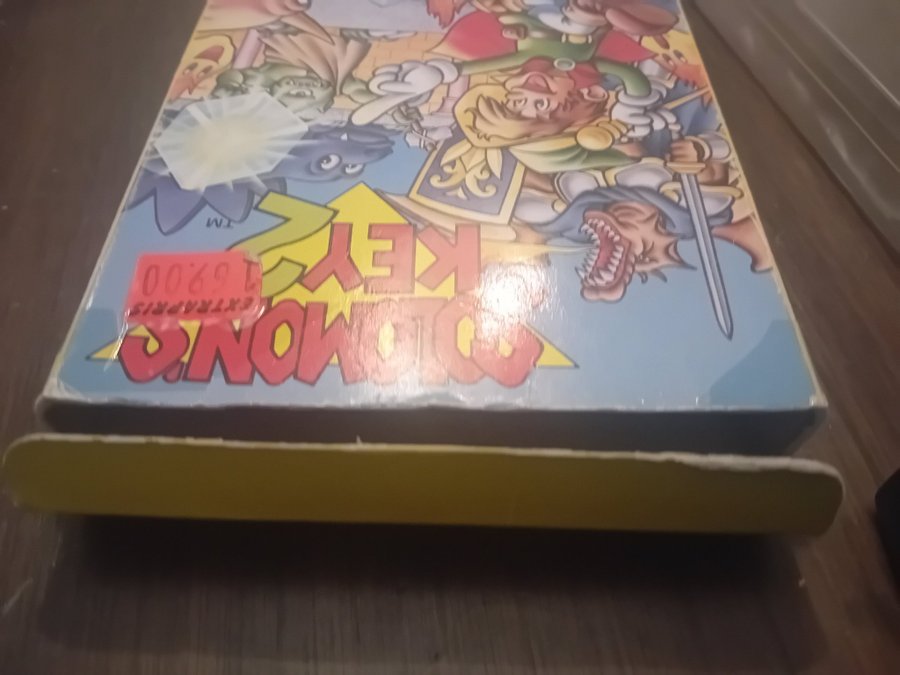 SOLOMON'S
KEY 2
TM
EXTRAPRIS
169.00